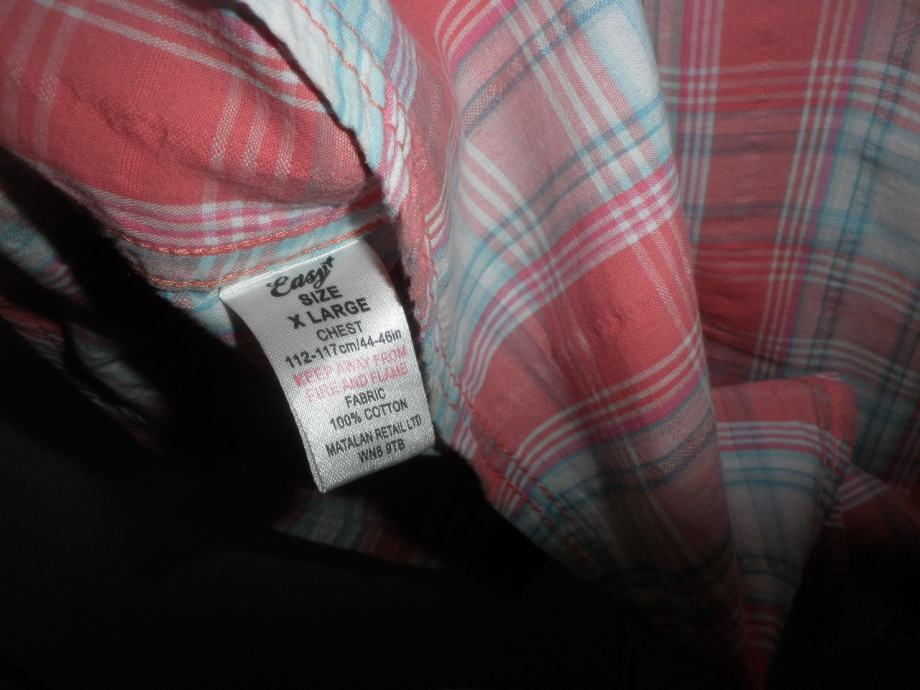 Easy
SIZE
X LARGE
CHEST
112-117cm/44-46in
KEEP AWAY FROM
FIRE AND FLAME
FABRIC
100% COTTON
MATALAN RETAIL LTD
WN8 9TB